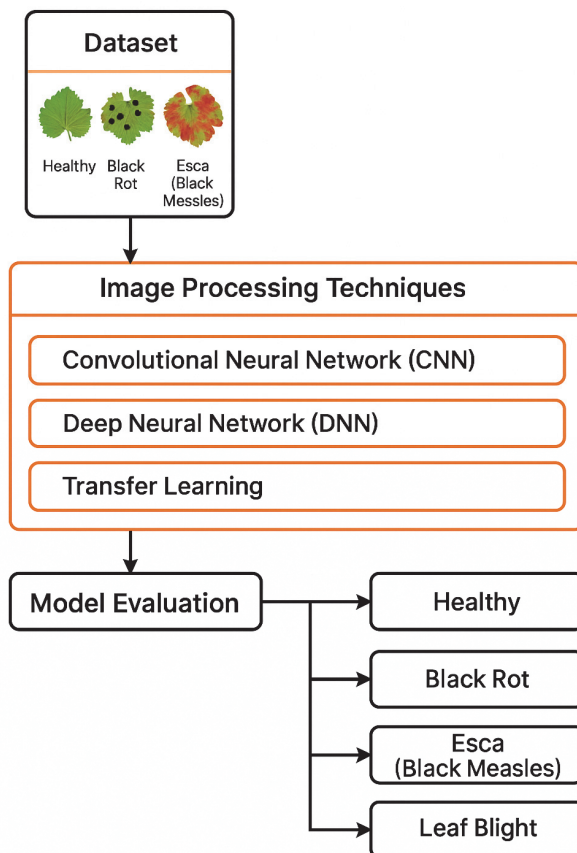 Dataset
Healthy
Black
Rot
Esca
(Black
Messles)
Image Processing Techniques
Convolutional Neural Network (CNN)
Deep Neural Network (DNN)
Transfer Learning
Model Evaluation
Healthy
Black Rot
Esca
(Black Measles)
Leaf Blight